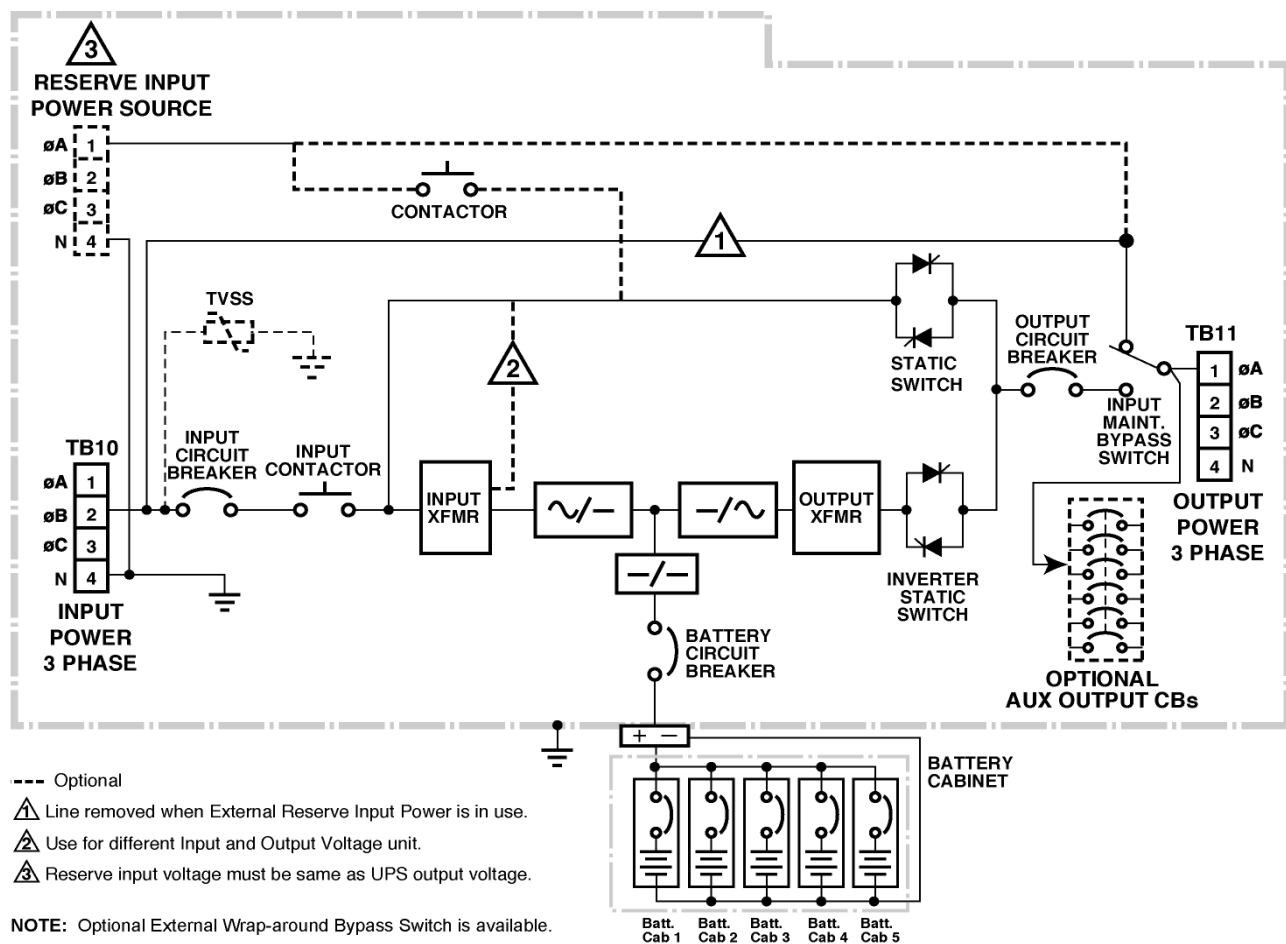 3
RESERVE INPUT
POWER SOURCE
øA 1
øB 2
øC 3
N 4
CONTACTOR
1
TVSS
2
STATIC
SWITCH
OUTPUT
CIRCUIT
BREAKER
TB11
1 øA
2 øB
3 øC
4 N
INPUT
MAINT.
BYPASS
SWITCH
OUTPUT
POWER
3 PHASE
TB10
øA 1
øB 2
øC 3
N 4
INPUT
POWER
3 PHASE
INPUT
CIRCUIT
BREAKER
INPUT
CONTACTOR
INPUT
XFMR
OUTPUT
XFMR
INVERTER
STATIC
SWITCH
BATTERY
CIRCUIT
BREAKER
OPTIONAL
AUX OUTPUT CBs
+ −
BATTERY
CABINET
Batt.
Cab 1
Batt.
Cab 2
Batt.
Cab 3
Batt.
Cab 4
Batt.
Cab 5
Optional
1 Line removed when External Reserve Input Power is in use.
2 Use for different Input and Output Voltage unit.
3 Reserve input voltage must be same as UPS output voltage.
NOTE: Optional External Wrap-around Bypass Switch is available.